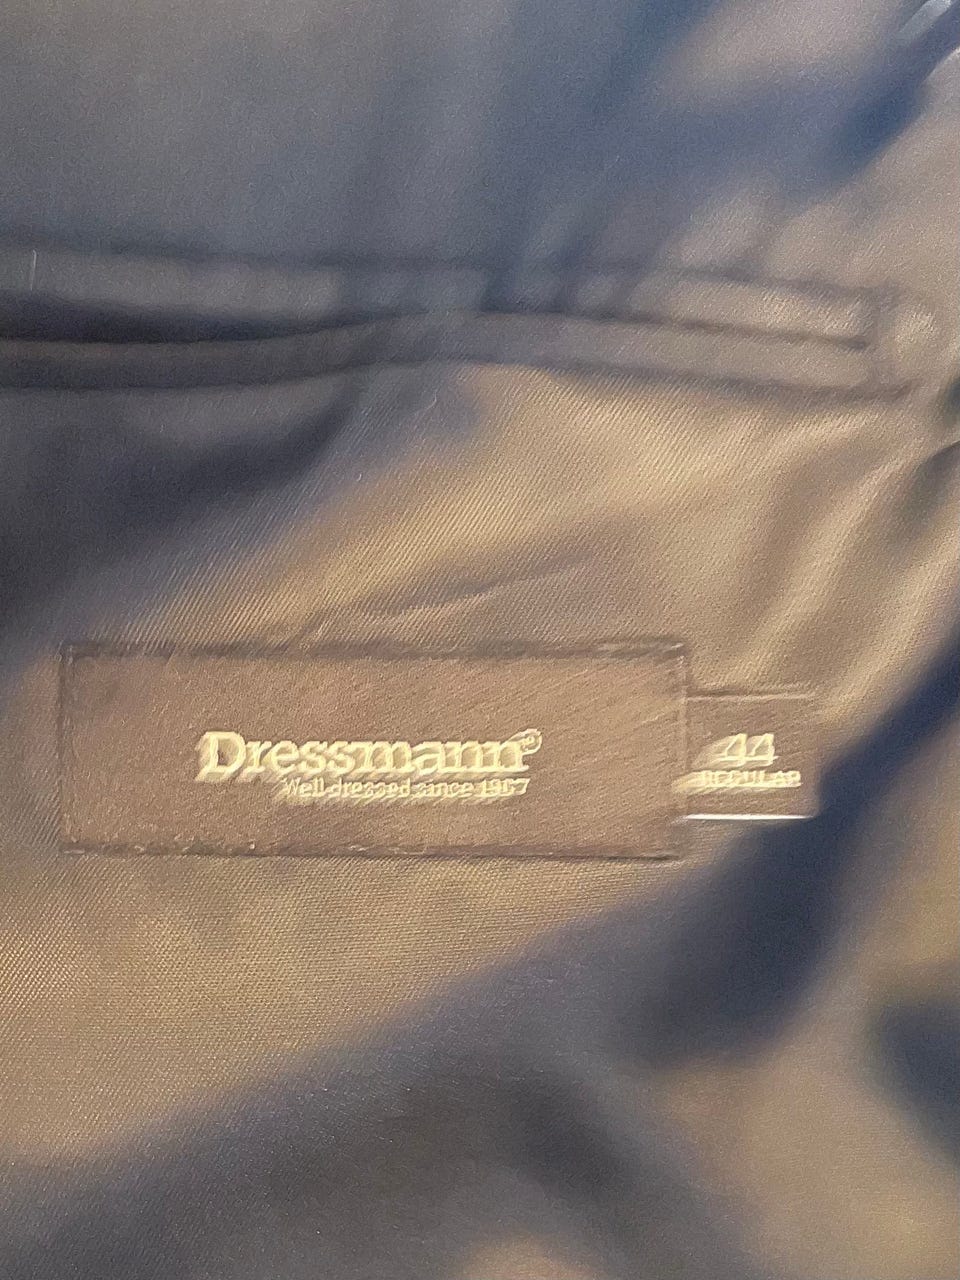 Dressmann®
Well dressed since 1967
44
REGULAR